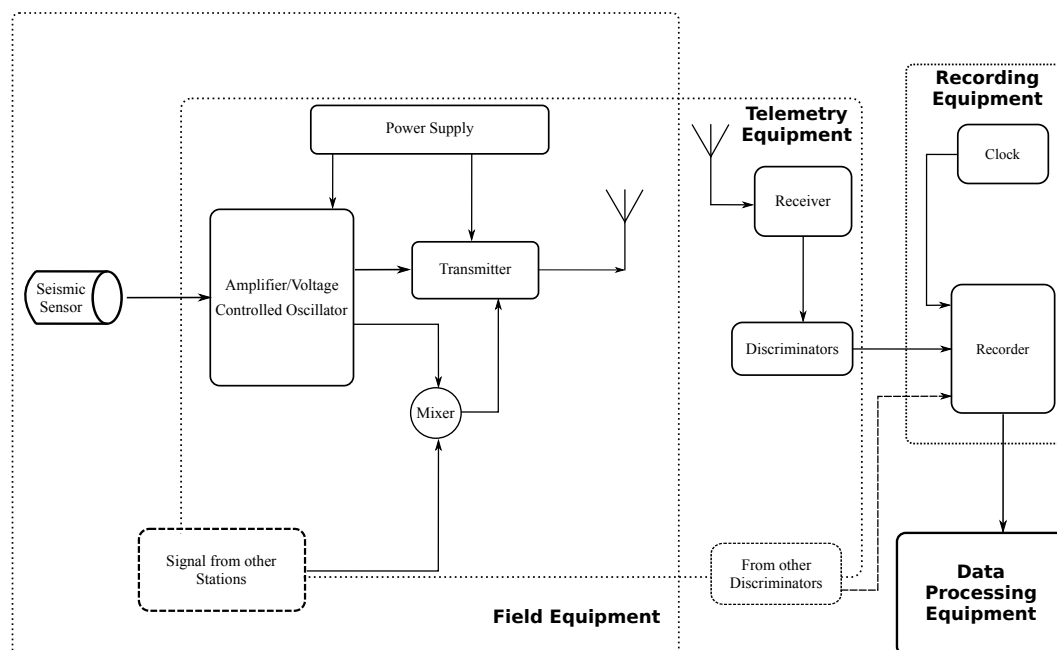 Recording
Equipment
Telemetry
Equipment
Power Supply
Clock
Receiver
Transmitter
Seismic
Sensor
Amplifier/Voltage
Controlled Oscillator
Discriminators
Recorder
Mixer
Signal from other
Stations
From other
Discriminators
Data
Processing
Equipment
Field Equipment